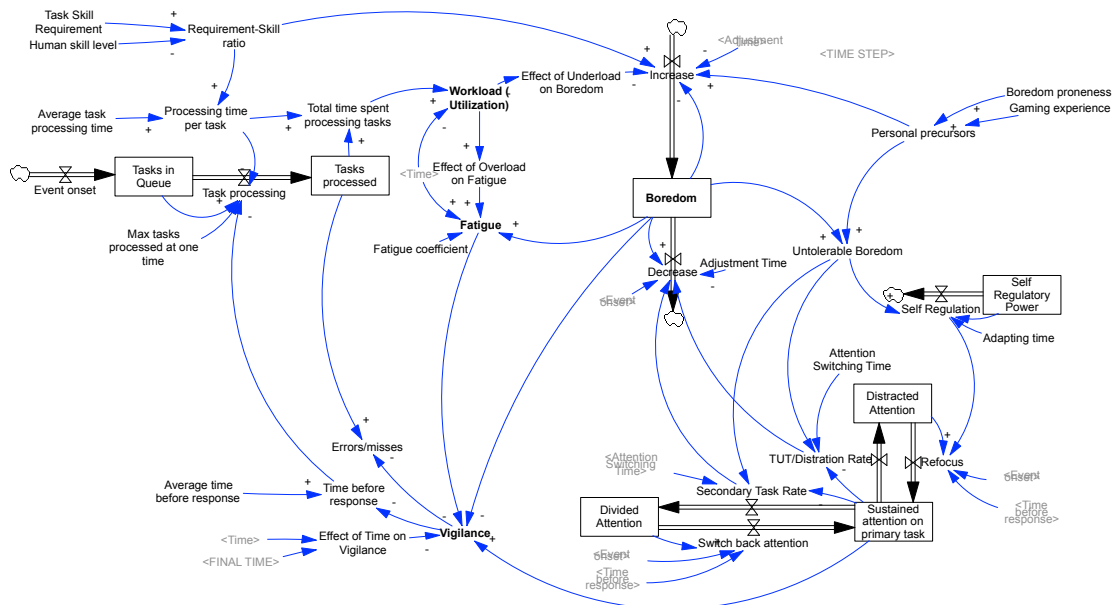 Task Skill
Requirement
Human skill level
Requirement-Skill
ratio
<Adjustment
Time>
<TIME STEP>
Increase
Effect of Underload
on Boredom
Workload (
Utilization)
Boredom proneness
Gaming experience
Personal precursors
Average task
processing time
Processing time
per task
Total time spent
processing tasks
Event onset
Tasks in
Queue
Task processing
Tasks
processed
<Time>
Effect of Overload
on Fatigue
Boredom
Max tasks
processed at one
time
Fatigue
Fatigue coefficient
Untolerable Boredom
Decrease
Adjustment Time
<Event
onset>
Self
Regulatory
Power
Self Regulation
Adapting time
Attention
Switching Time
Distracted
Attention
Errors/misses
TUT/Distration Rate
Refocus
<Attention
Switching
Time>
<Event
onset>
<Time
before
response>
Average time
before response
Time before
response
Secondary Task Rate
Divided
Attention
Sustained
attention on
primary task
Switch back attention
<Time>
<FINAL TIME>
Effect of Time on
Vigilance
Vigilance
<Event
onset>
<Time
before
response>